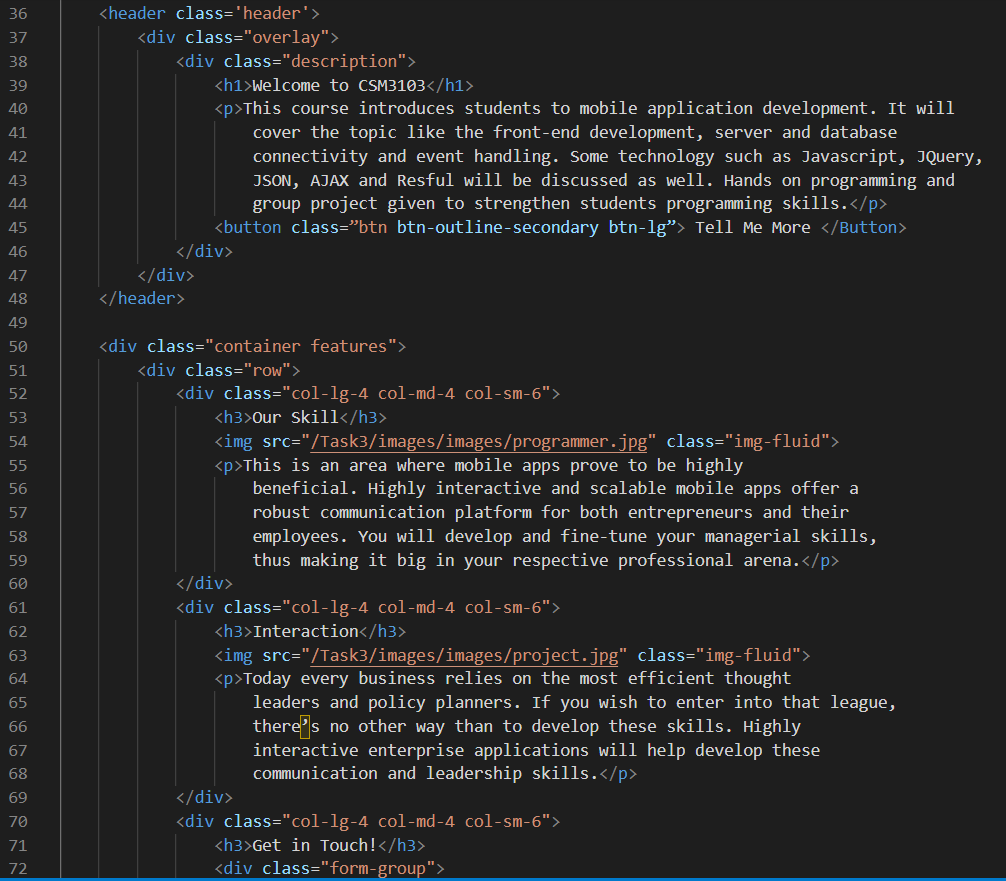 36 <header class='header'>
37 <div class="overlay">
38 <div class="description">
39 <h1>Welcome to CSM3103</h1>
40 <p>This course introduces students to mobile application development. It will
41 cover the topic like the front-end development, server and database
42 connectivity and event handling. Some technology such as Javascript, JQuery,
43 JSON, AJAX and Resful will be discussed as well. Hands on programming and
44 group project given to strengthen students programming skills.</p>
45 <button class=”btn btn-outline-secondary btn-lg”> Tell Me More </Button>
46 </div>
47 </div>
48 </header>
49
50 <div class="container features">
51 <div class="row">
52 <div class="col-lg-4 col-md-4 col-sm-6">
53 <h3>Our Skill</h3>
54 <img src="/Task3/images/images/programmer.jpg" class="img-fluid">
55 <p>This is an area where mobile apps prove to be highly
56 beneficial. Highly interactive and scalable mobile apps offer a
57 robust communication platform for both entrepreneurs and their
58 employees. You will develop and fine-tune your managerial skills,
59 thus making it big in your respective professional arena.</p>
60 </div>
61 <div class="col-lg-4 col-md-4 col-sm-6">
62 <h3>Interaction</h3>
63 <img src="/Task3/images/images/project.jpg" class="img-fluid">
64 <p>Today every business relies on the most efficient thought
65 leaders and policy planners. If you wish to enter into that league,
66 there’s no other way than to develop these skills. Highly
67 interactive enterprise applications will help develop these
68 communication and leadership skills.</p>
69 </div>
70 <div class="col-lg-4 col-md-4 col-sm-6">
71 <h3>Get in Touch!</h3>
72 <div class="form-group">